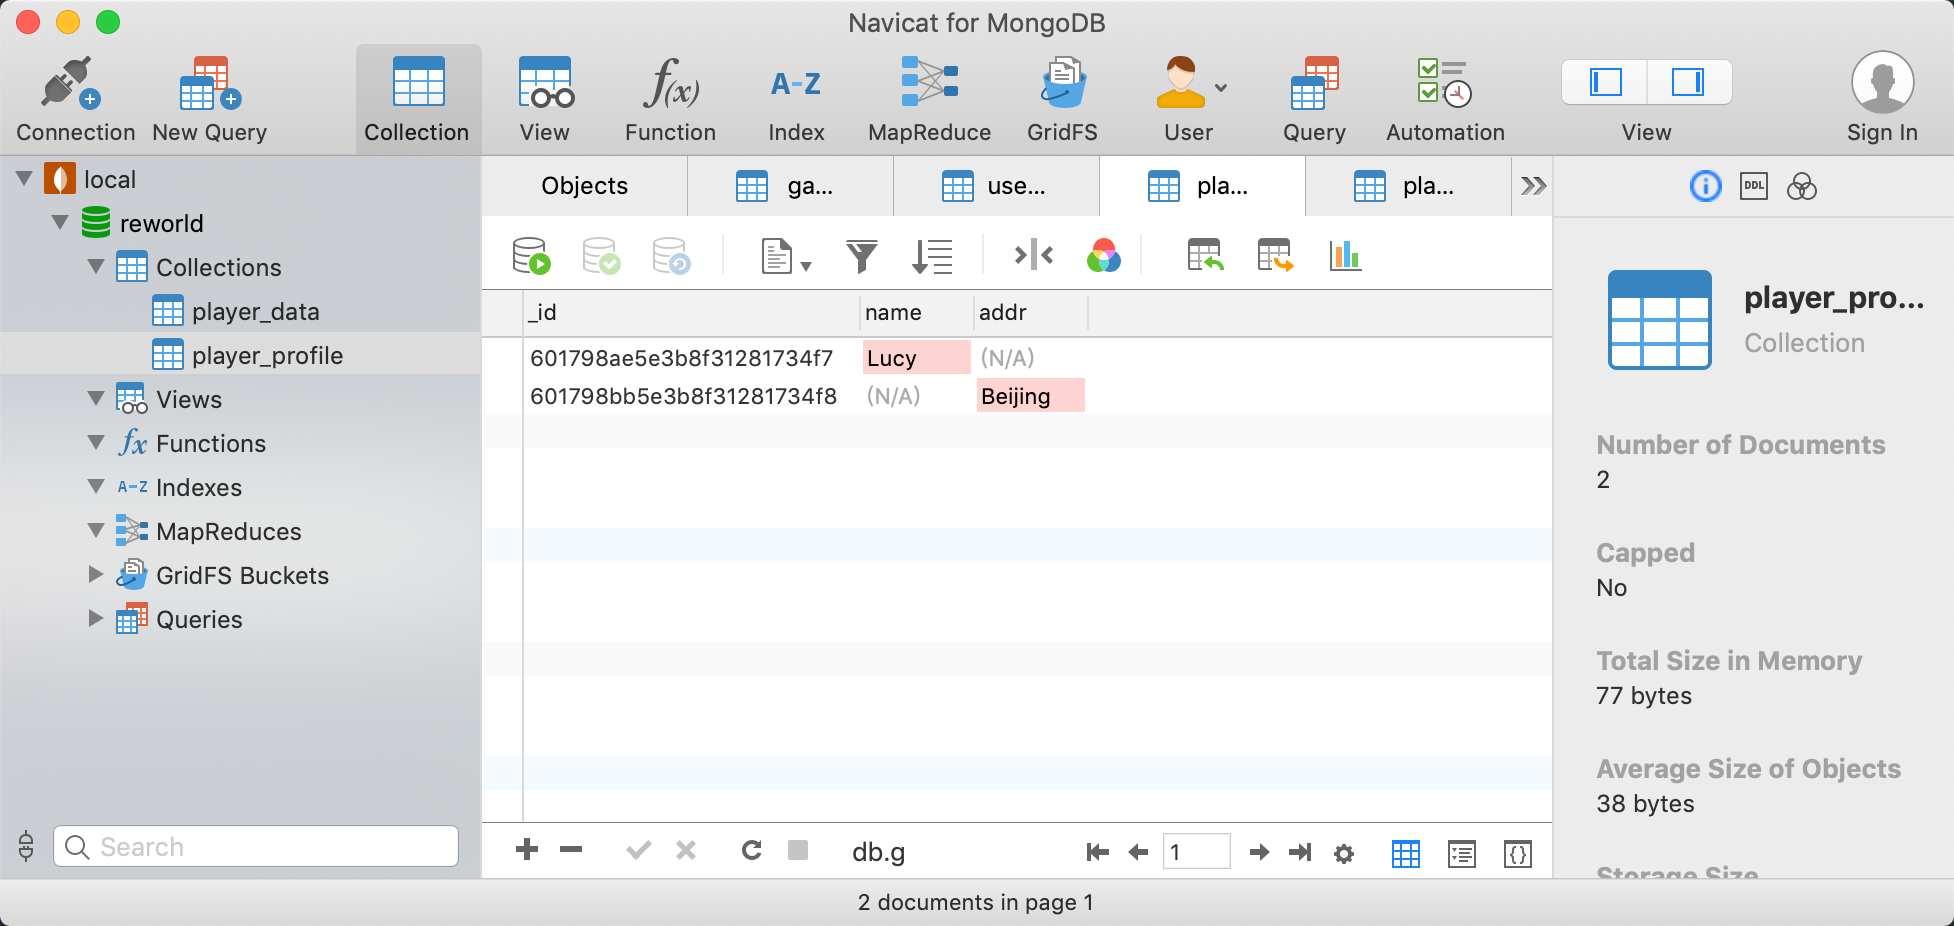 Navicat for MongoDB
Connection New Query Collection View Function Index MapReduce GridFS User Query Automation View Sign In
f(x) A-Z
local
reworld
Collections
player_data
player_profile
Views
fx Functions
A-Z Indexes
MapReduces
GridFS Buckets
Queries
Search
Objects ga... use... pla... pla... »
_id name addr
601798ae5e3b8f31281734f7 Lucy (N/A)
601798bb5e3b8f31281734f8 (N/A) Beijing
db.g 1
DDL
player_pro...
Collection
Number of Documents
2
Capped
No
Total Size in Memory
77 bytes
Average Size of Objects
38 bytes
Storage Size
2 documents in page 1